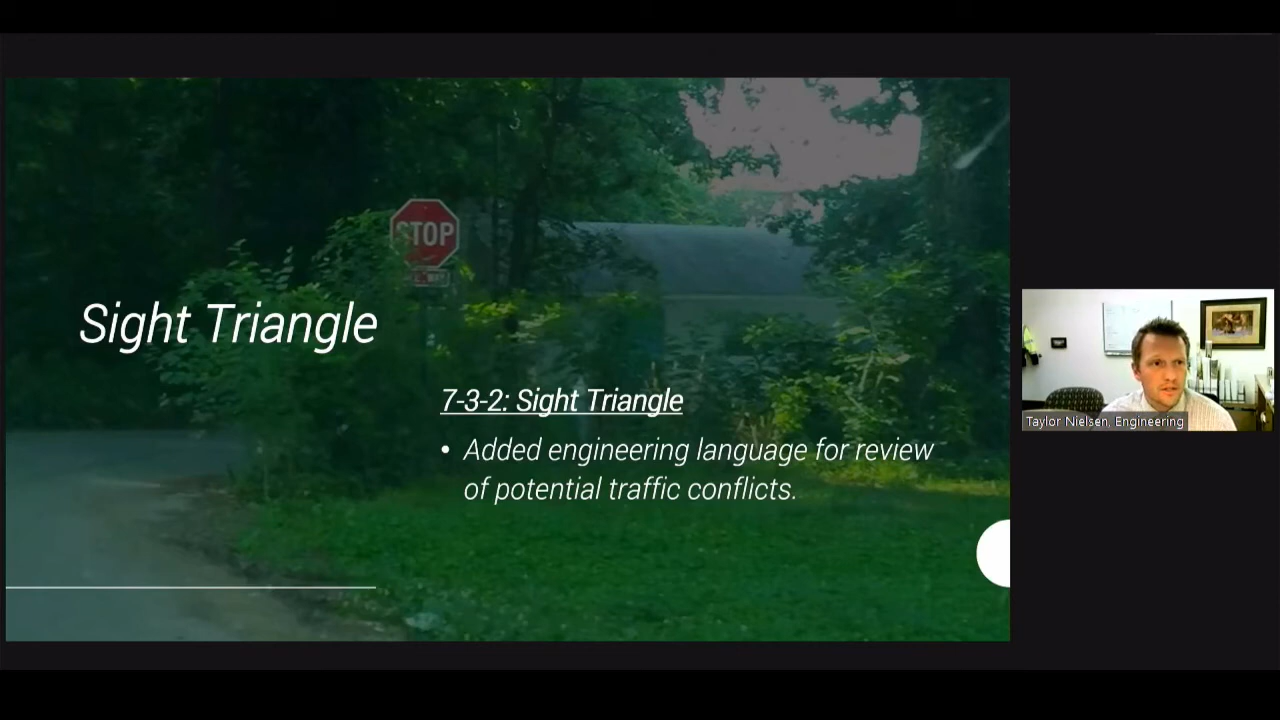 STOP
Sight Triangle
7-3-2: Sight Triangle
• Added engineering language for review
of potential traffic conflicts.
Taylor Nielsen, Engineering